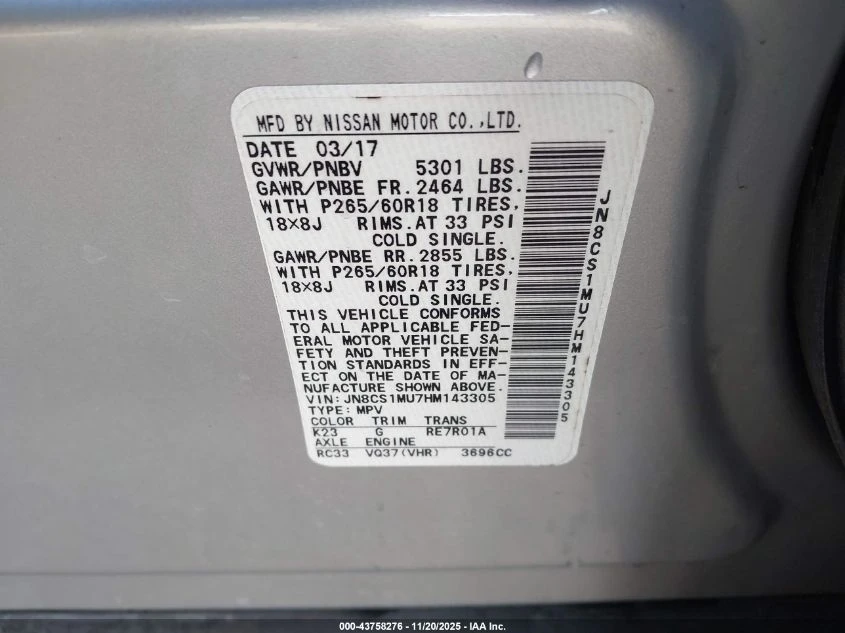 MFD BY NISSAN MOTOR CO.,LTD.
DATE 03/17
GVWR/PNBV 5301 LBS.
GAWR/PNBE FR. 2464 LBS.
WITH P265/60R18 TIRES,
18×8J RIMS. AT 33 PSI
COLD SINGLE.
GAWR/PNBE RR. 2855 LBS.
WITH P265/60R18 TIRES,
18×8J RIMS. AT 33 PSI
COLD SINGLE.
THIS VEHICLE CONFORMS
TO ALL APPLICABLE FED-
ERAL MOTOR VEHICLE SA-
FETY AND THEFT PREVEN-
TION STANDARDS IN EFF-
ECT ON THE DATE OF MA-
NUFACTURE SHOWN ABOVE.
VIN: JN8CS1MU7HM143305
TYPE: MPV
COLOR TRIM TRANS
K23 G RE7R01A
AXLE ENGINE
RC33 VQ37(VHR) 3696CC
JN8CS1MU7HM143305
000-43758276 - 11/20/2025 - IAA Inc.